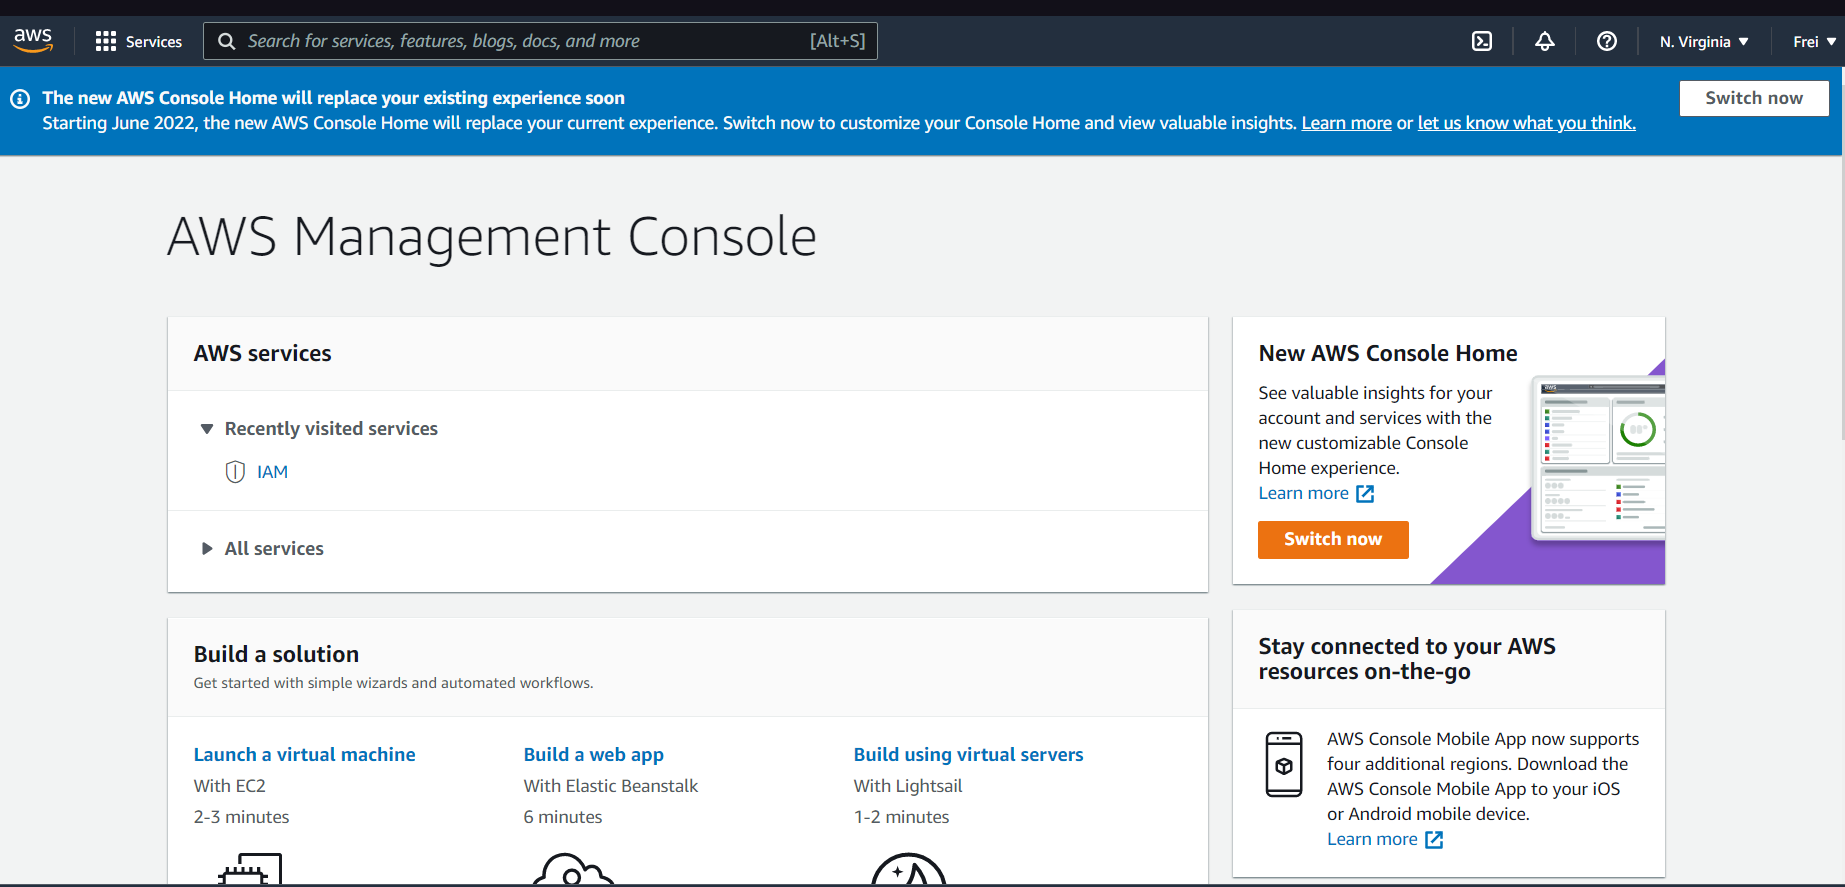 aws
Services
Search for services, features, blogs, docs, and more
[Alt+S]
N. Virginia
Frei
The new AWS Console Home will replace your existing experience soon
Starting June 2022, the new AWS Console Home will replace your current experience. Switch now to customize your Console Home and view valuable insights. Learn more or let us know what you think.
Switch now
AWS Management Console
AWS services
Recently visited services
IAM
All services
Build a solution
Get started with simple wizards and automated workflows.
Launch a virtual machine
With EC2
2-3 minutes
Build a web app
With Elastic Beanstalk
6 minutes
Build using virtual servers
With Lightsail
1-2 minutes
New AWS Console Home
See valuable insights for your
account and services with the
new customizable Console
Home experience.
Learn more
Switch now
aws
Stay connected to your AWS
resources on-the-go
AWS Console Mobile App now supports
four additional regions. Download the
AWS Console Mobile App to your iOS
or Android mobile device.
Learn more